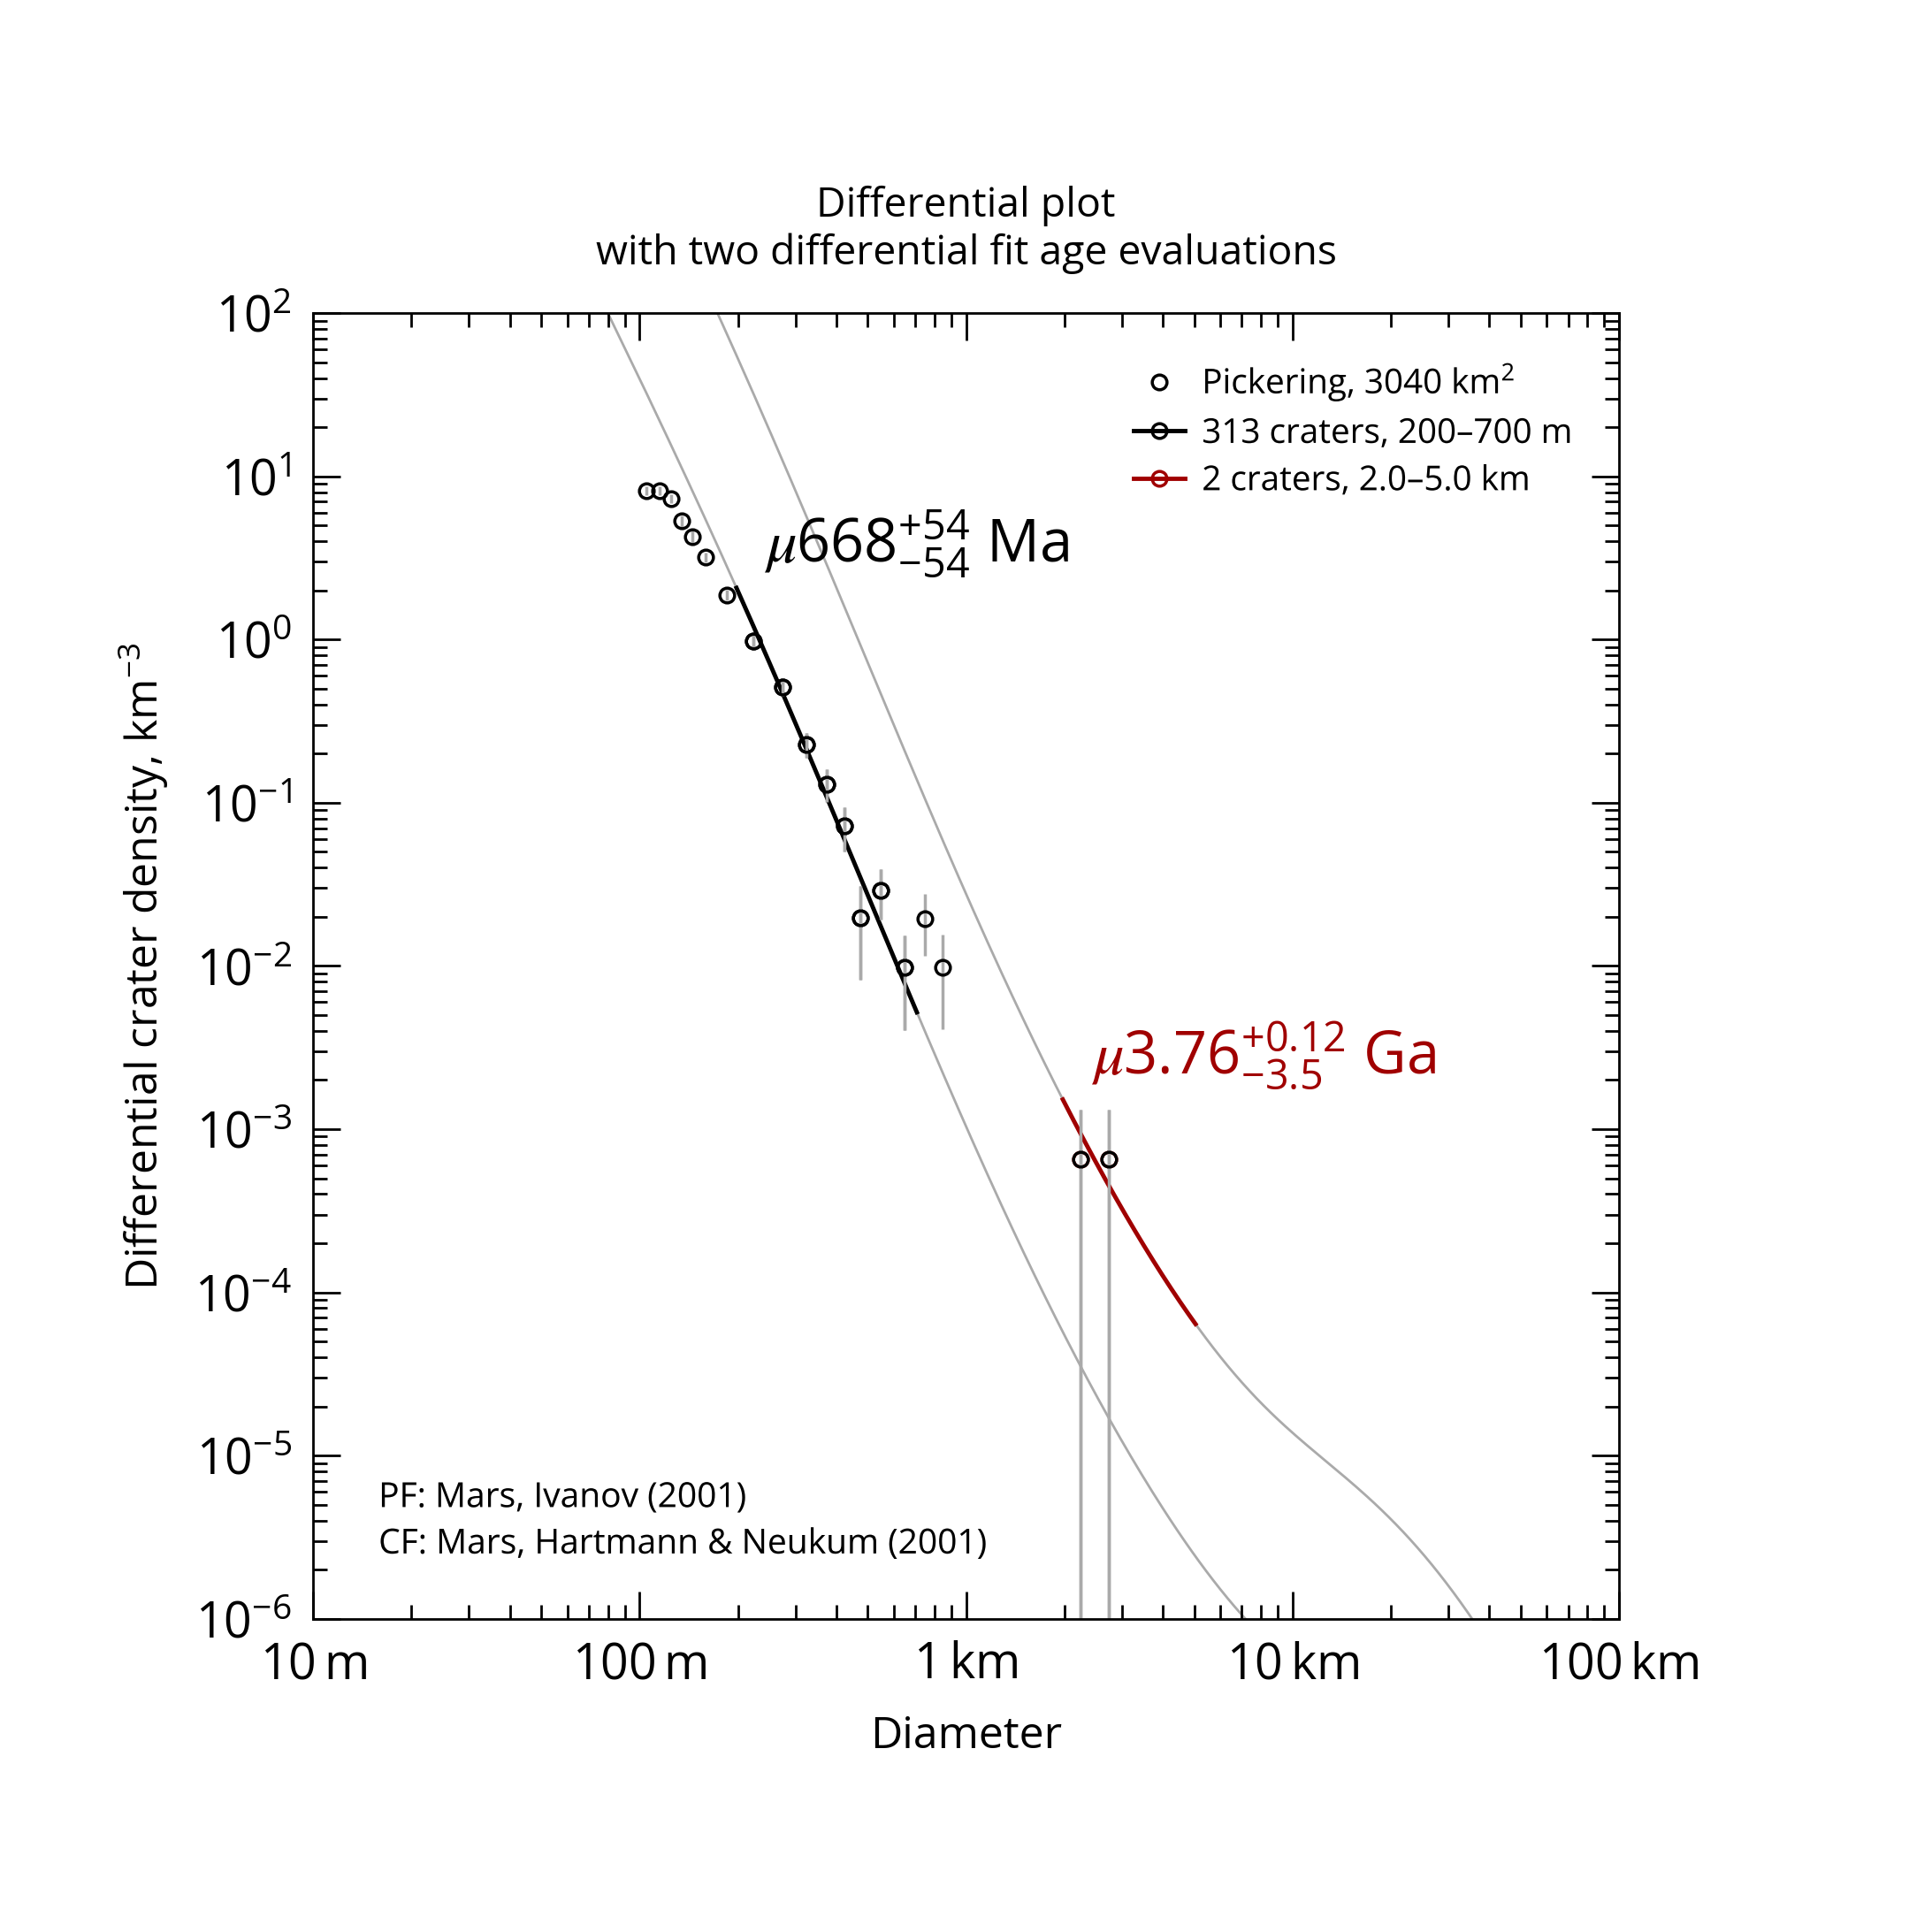 Differential plot
with two differential fit age evaluations
10²
10¹
10⁰
10⁻¹
10⁻²
10⁻³
10⁻⁴
10⁻⁵
10⁻⁶
Differential crater density, km⁻³
Pickering, 3040 km²
313 craters, 200–700 m
2 craters, 2.0–5.0 km
μ668 +54 −54 Ma
μ3.76 +0.12 −3.5 Ga
PF: Mars, Ivanov (2001)
CF: Mars, Hartmann & Neukum (2001)
10 m 100 m 1 km 10 km 100 km
Diameter